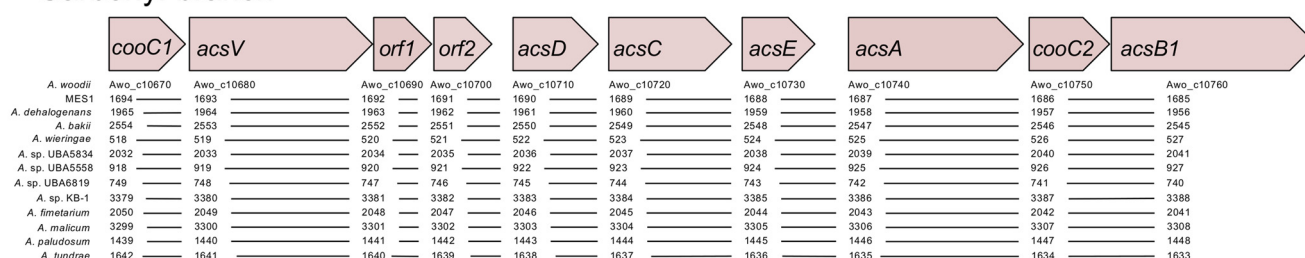 cooC1 acsV orf1 orf2 acsD acsC acsE acsA cooC2 acsB1
A. woodii Awo_c10670 Awo_c10680 Awo_c10690 Awo_c10700 Awo_c10710 Awo_c10720 Awo_c10730 Awo_c10740 Awo_c10750 Awo_c10760
MES1 1694 1693 1692 1691 1690 1689 1688 1687 1686 1685
A. dehalogenans 1965 1964 1963 1962 1961 1960 1959 1958 1957 1956
A. bakii 2554 2553 2552 2551 2550 2549 2548 2547 2546 2545
A. wieringae 518 519 520 521 522 523 524 525 526 527
A. sp. UBA5834 2032 2033 2034 2035 2036 2037 2038 2039 2040 2041
A. sp. UBA5558 918 919 920 921 922 923 924 925 926 927
A. sp. UBA6819 749 748 747 746 745 744 743 742 741 740
A. sp. KB-1 3379 3380 3381 3382 3383 3384 3385 3386 3387 3388
A. fimetarium 2050 2049 2048 2047 2046 2045 2044 2043 2042 2041
A. malicum 3299 3300 3301 3302 3303 3304 3305 3306 3307 3308
A. paludosum 1439 1440 1441 1442 1443 1444 1445 1446 1447 1448
A. tundrae 1642 1641 1640 1639 1638 1637 1636 1635 1634 1633